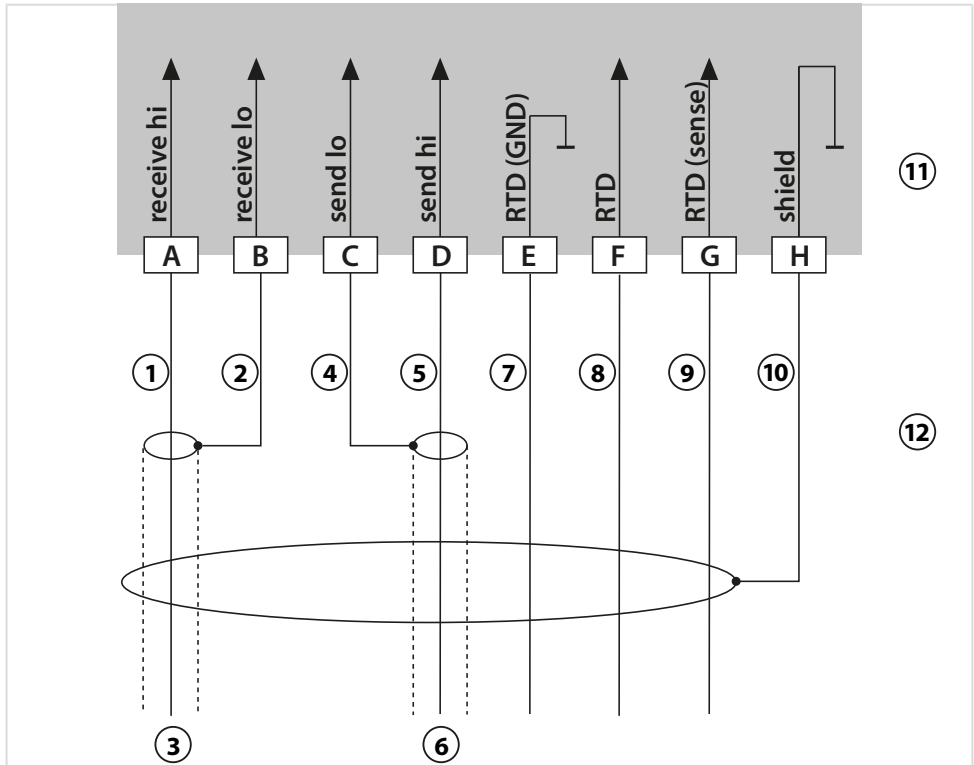 receive hi
receive lo
send lo
send hi
RTD (GND)
RTD
RTD (sense)
shield
11
A
B
C
D
E
F
G
H
1
2
4
5
7
8
9
10
12
3
6